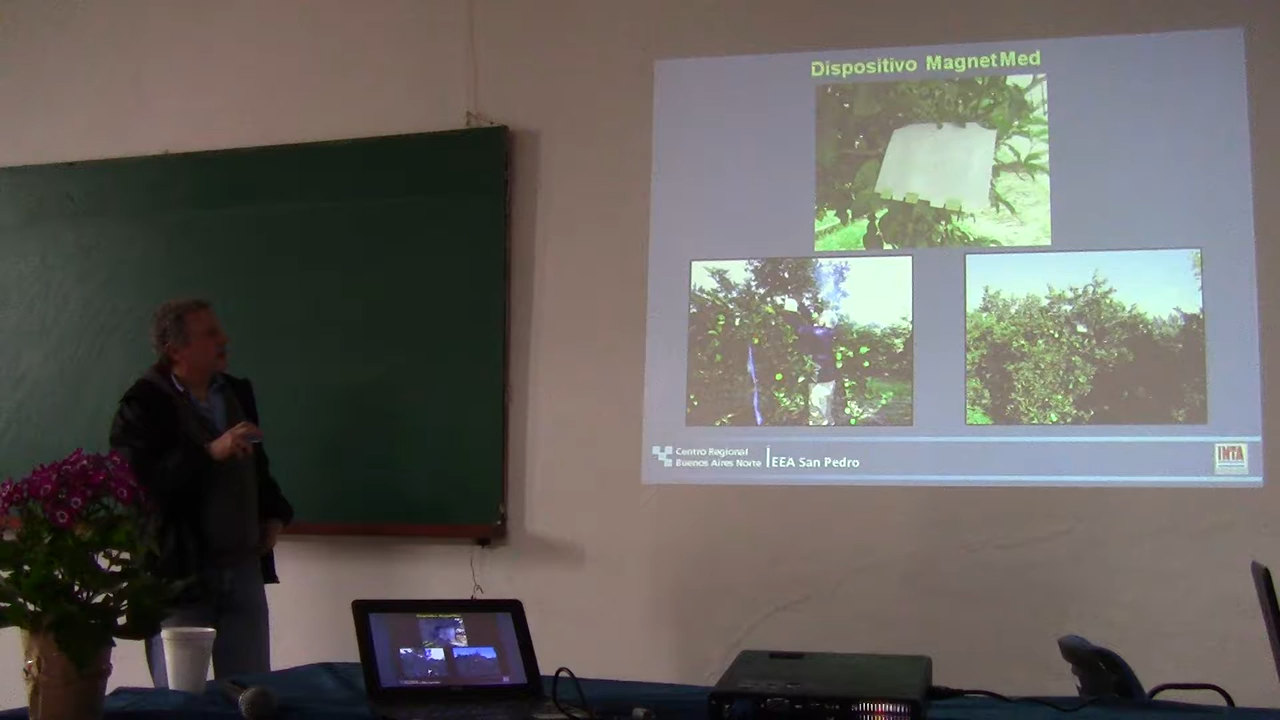 Dispositivo MagnetMed
Centro Regional
Buenos Aires Norte
EEA San Pedro
INTA